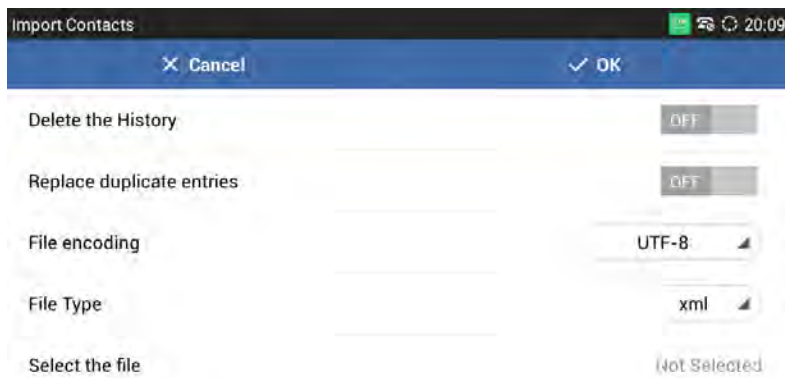 Import Contacts 20:09
Cancel OK
Delete the History OFF
Replace duplicate entries OFF
File encoding UTF-8
File Type xml
Select the file Not Selected